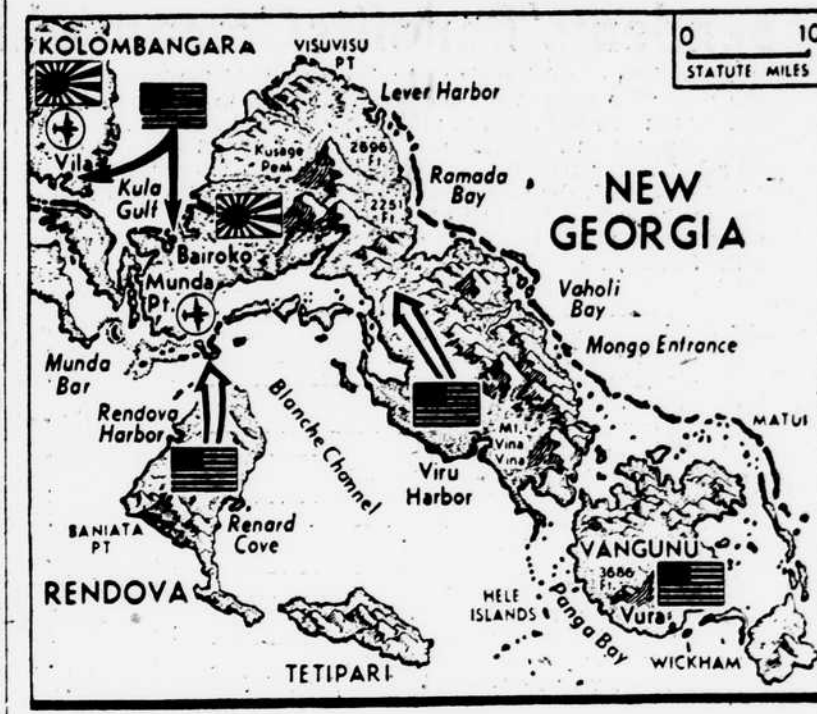 KOLOMBANGARA
VISUVISU
PT
0 10
STATUTE MILES
Lever Harbor
Vila
Kula
Gulf
Kusage
Peak
2696
Ft.
Ramada
Bay
2251
Ft.
NEW
GEORGIA
Bairoko
Munda
Pt.
Vaholi
Bay
Munda
Bar
Mongo Entrance
Rendova
Harbor
Blanche Channel
Mt.
Vina
Vina
MATUI
Viru
Harbor
BANIATA
PT
Renard
Cove
VANGUNU
3686
Ft.
RENDOVA
HELE
ISLANDS
Panga Bay
Vura
WICKHAM
TETIPARI